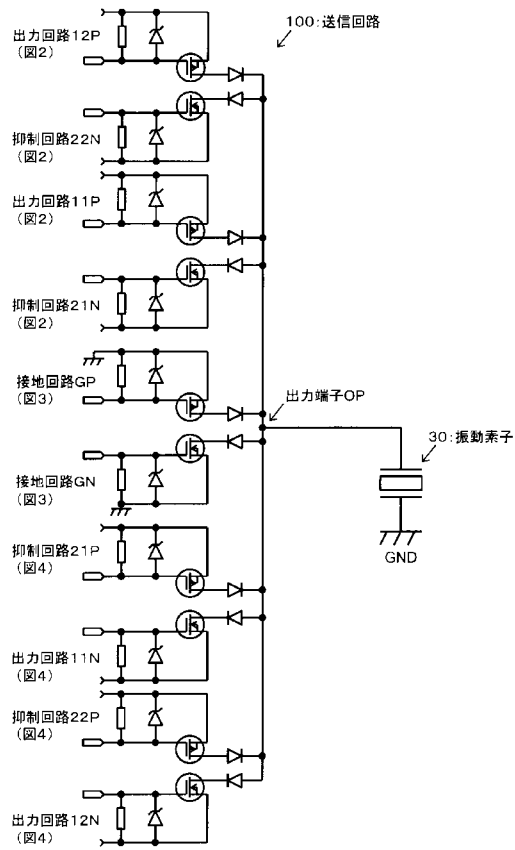 100:送信回路
出力回路12P
(図2)
抑制回路22N
(図2)
出力回路11P
(図2)
抑制回路21N
(図2)
接地回路GP
(図3)
出力端子OP
30:振動素子
接地回路GN
(図3)
GND
抑制回路21P
(図4)
出力回路11N
(図4)
抑制回路22P
(図4)
出力回路12N
(図4)